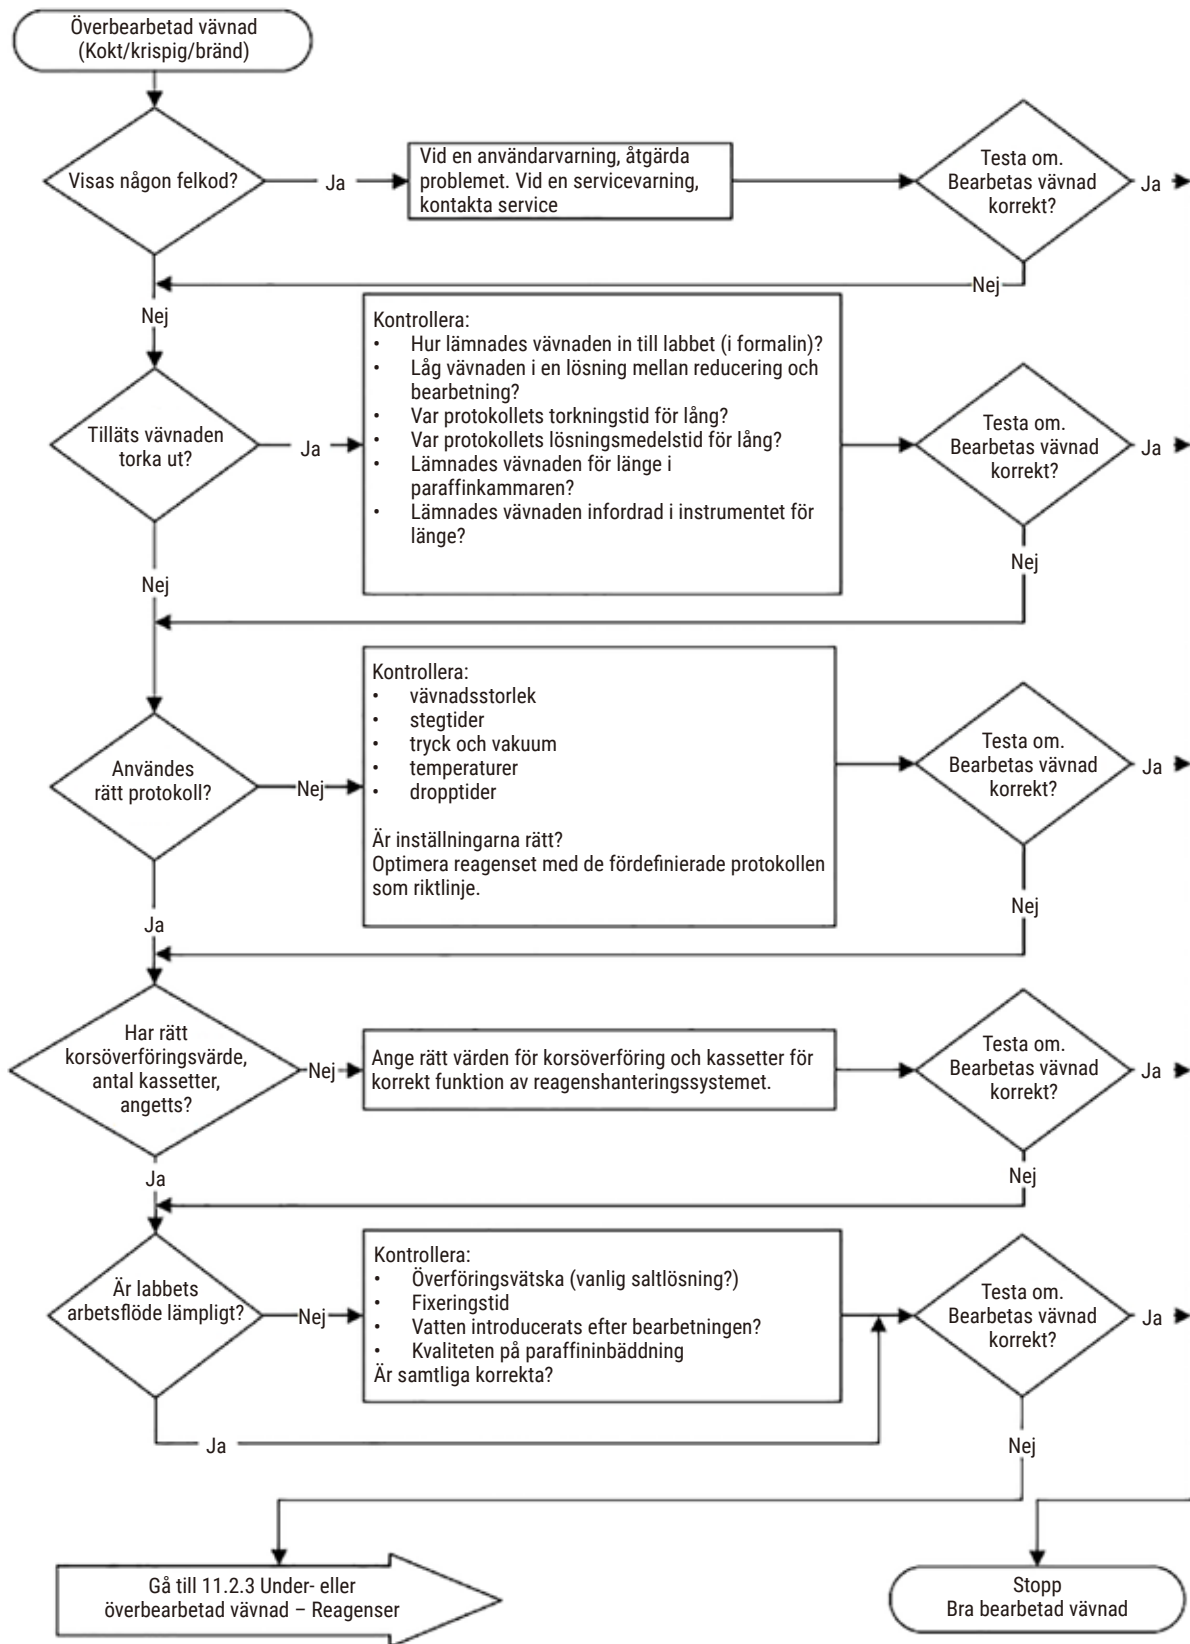 Överbearbetad vävnad
(Kokt/krispig/bränd)
Visas någon felkod?
Ja
Vid en användarvarning, åtgärda
problemet. Vid en servicevarning,
kontakta service
Testa om.
Bearbetas vävnad
korrekt?
Ja
Nej
Nej
Tilläts vävnaden
torka ut?
Ja
Kontrollera:
• Hur lämnades vävnaden in till labbet (i formalin)?
• Låg vävnaden i en lösning mellan reducering och
bearbetning?
• Var protokollets torkningstid för lång?
• Var protokollets lösningsmedelstid för lång?
• Lämnades vävnaden för länge i
paraffinkammaren?
• Lämnades vävnaden infordrad i instrumentet för
länge?
Testa om.
Bearbetas vävnad
korrekt?
Ja
Nej
Nej
Användes
rätt protokoll?
Nej
Kontrollera:
• vävnadsstorlek
• stegtider
• tryck och vakuum
• temperaturer
• dropptider
Är inställningarna rätt?
Optimera reagenset med de fördefinierade protokollen
som riktlinje.
Testa om.
Bearbetas vävnad
korrekt?
Ja
Nej
Ja
Har rätt
korsöverföringsvärde,
antal kassetter,
angetts?
Nej
Ange rätt värden för korsöverföring och kassetter för
korrekt funktion av reagenshanteringssystemet.
Testa om.
Bearbetas vävnad
korrekt?
Ja
Nej
Ja
Är labbets
arbetsflöde lämpligt?
Nej
Kontrollera:
• Överföringsvätska (vanlig saltlösning?)
• Fixeringstid
• Vatten introducerats efter bearbetningen?
• Kvaliteten på paraffininbäddning
Är samtliga korrekta?
Testa om.
Bearbetas vävnad
korrekt?
Ja
Ja
Nej
Gå till 11.2.3 Under- eller
överbearbetad vävnad – Reagenser
Stopp
Bra bearbetad vävnad